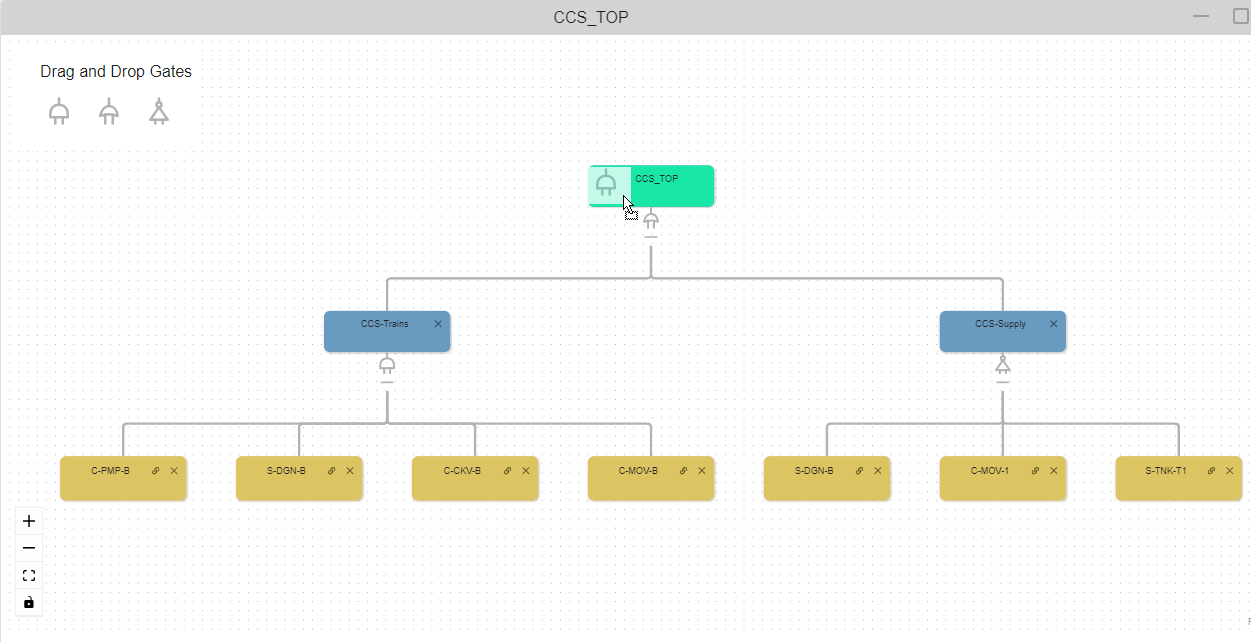 CCS_TOP
Drag and Drop Gates
CCS_TOP
CCS-Trains
CCS-Supply
C-PMP-B
S-DGN-B
C-CKV-B
C-MOV-B
S-DGN-B
C-MOV-1
S-TNK-T1